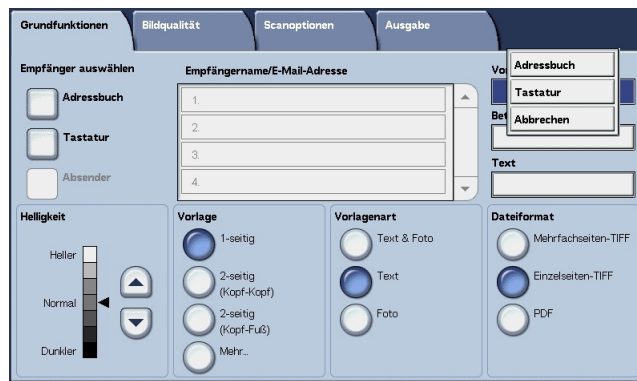 Grundfunktionen
Bildqualität
Scanoptionen
Ausgabe
Empfänger auswählen
Adressbuch
Tastatur
Absender
Empfängername/E-Mail-Adresse
1.
2.
3.
4.
Vo
Bet
Text
Adressbuch
Tastatur
Abbrechen
Helligkeit
Heller
Normal
Dunkler
Vorlage
1-seitig
2-seitig
(Kopf-Kopf)
2-seitig
(Kopf-Fuß)
Mehr...
Vorlagenart
Text & Foto
Text
Foto
Dateiformat
Mehrfachseiten-TIFF
Einzelseiten-TIFF
PDF